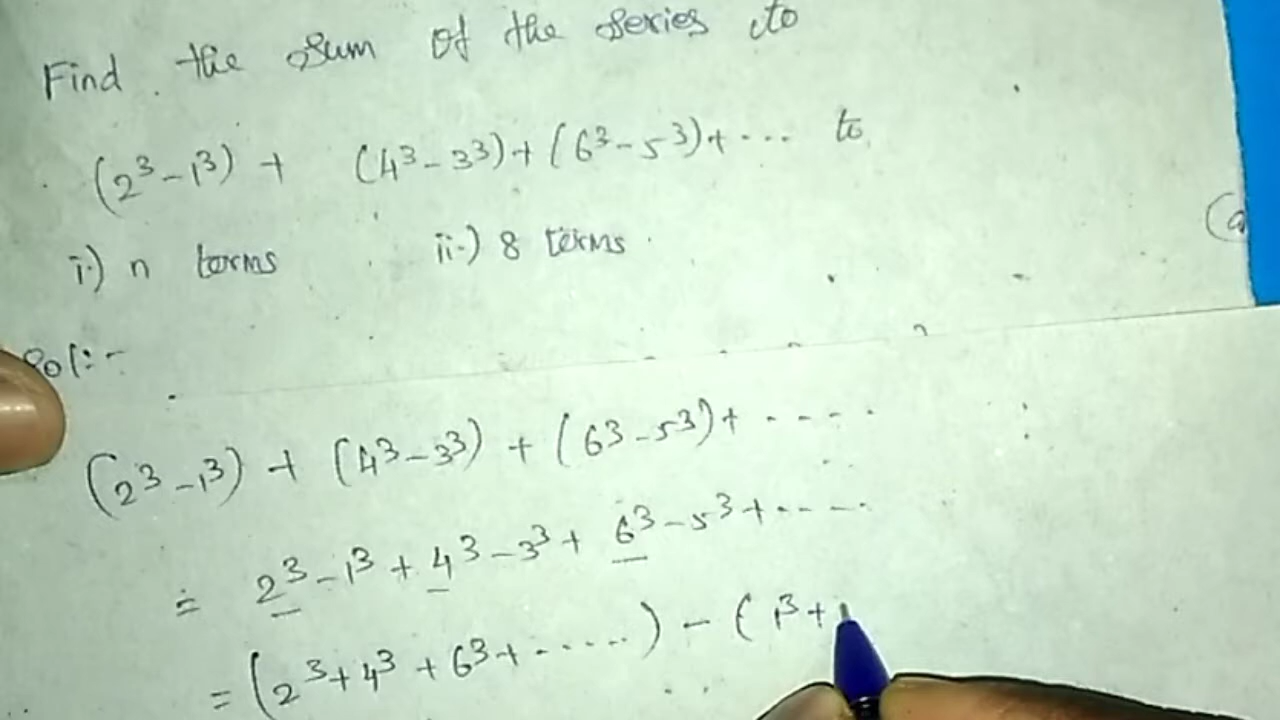 Find the Sum of the series to
(2³ - 1³) + (4³ - 3³) + (6³ - 5³) + ... to
i.) n terms ii.) 8 terms.
(a
Sol:-
(2³ - 1³) + (4³ - 3³) + (6³ - 5³) + ....
= 2³ - 1³ + 4³ - 3³ + 6³ - 5³ + ....
= (2³ + 4³ + 6³ + .....) - (1³ +